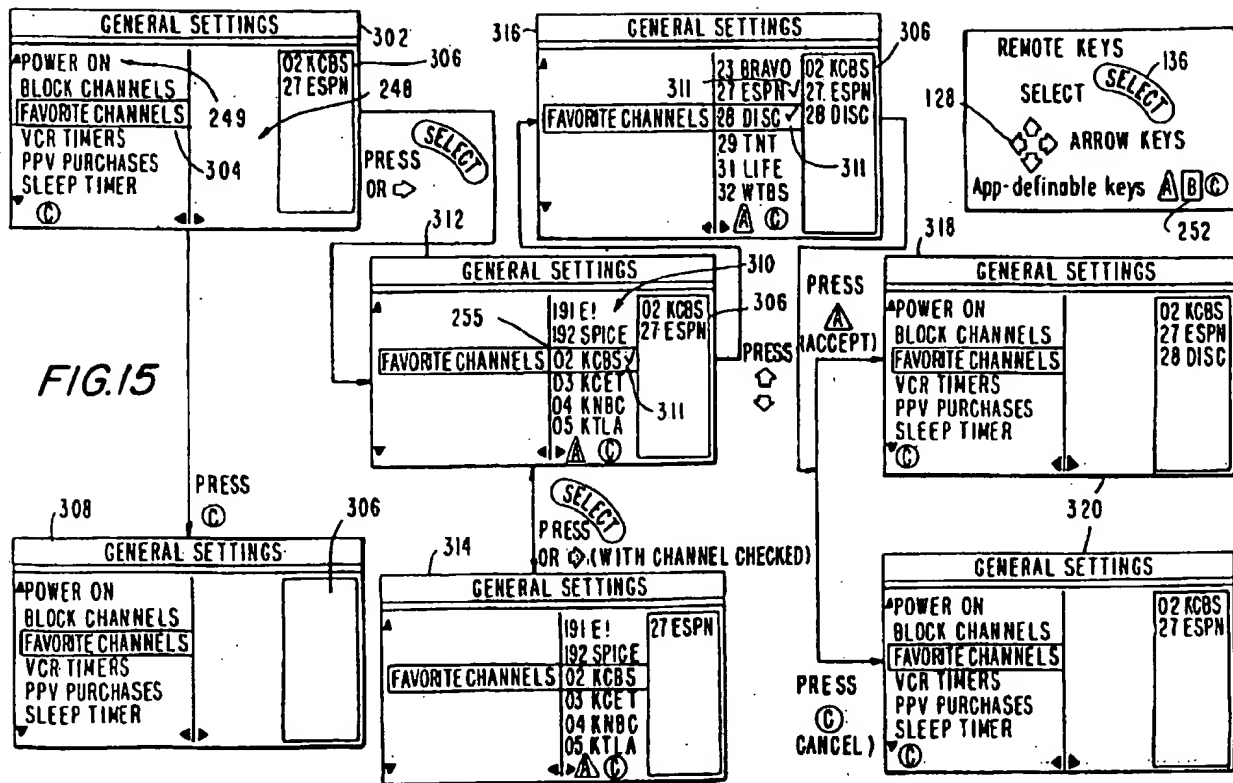 GENERAL SETTINGS
302
POWER ON
BLOCK CHANNELS
FAVORITE CHANNELS
VCR TIMERS
PPV PURCHASES
SLEEP TIMER
C
249
248
304
02 KCBS
27 ESPN
306
PRESS
OR
SELECT
316
GENERAL SETTINGS
306
311
FAVORITE CHANNELS
23 BRAVO
27 ESPN
28 DISC
29 TNT
31 LIFE
32 WTBS
A C
02 KCBS
27 ESPN
28 DISC
311
REMOTE KEYS
136
SELECT
SELECT
128
ARROW KEYS
App-definable keys A B C
252
312
GENERAL SETTINGS
310
255
FAVORITE CHANNELS
191 E!
192 SPICE
02 KCBS
03 KCET
04 KNBC
05 KTLA
A C
02 KCBS
27 ESPN
306
311
PRESS
PRESS
A
(ACCEPT)
318
GENERAL SETTINGS
POWER ON
BLOCK CHANNELS
FAVORITE CHANNELS
VCR TIMERS
PPV PURCHASES
SLEEP TIMER
C
02 KCBS
27 ESPN
28 DISC
FIG.15
PRESS
C
308
306
GENERAL SETTINGS
POWER ON
BLOCK CHANNELS
FAVORITE CHANNELS
VCR TIMERS
PPV PURCHASES
SLEEP TIMER
SELECT
PRESS
OR (WITH CHANNEL CHECKED)
314
GENERAL SETTINGS
FAVORITE CHANNELS
191 E!
192 SPICE
02 KCBS
03 KCET
04 KNBC
05 KTLA
A C
27 ESPN
PRESS
C
CANCEL)
320
GENERAL SETTINGS
POWER ON
BLOCK CHANNELS
FAVORITE CHANNELS
VCR TIMERS
PPV PURCHASES
SLEEP TIMER
C
02 KCBS
27 ESPN